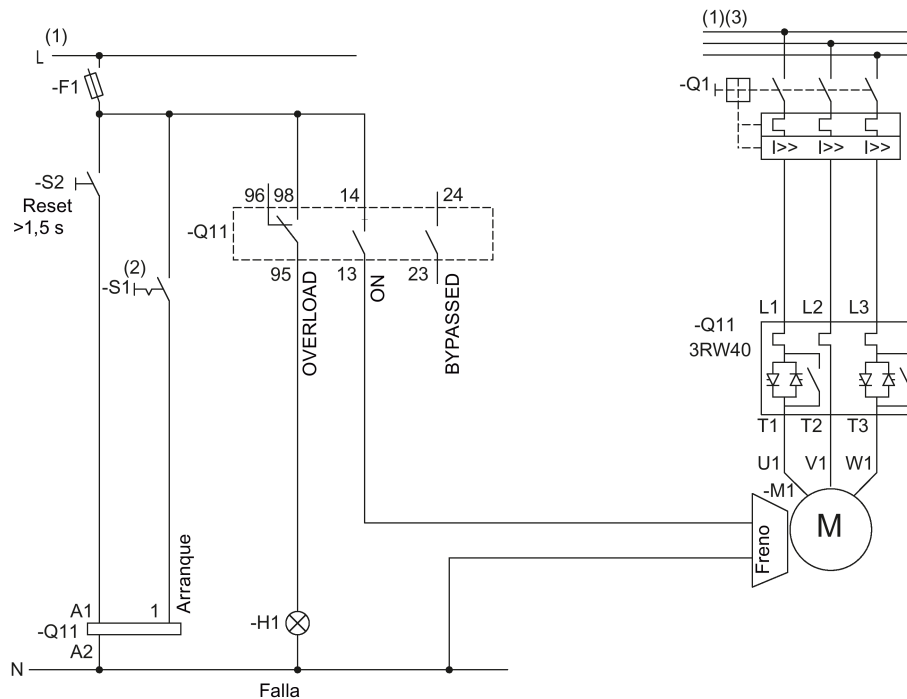 (1)
L
-F1
(1)(3)
-Q1
I>> I>> I>>
-S2
Reset
>1,5 s
96 98 14 24
-Q11
95 13 23
(2)
-S1
OVERLOAD
ON
BYPASSED
L1 L2 L3
-Q11
3RW40
T1 T2 T3
U1 V1 W1
-M1
M
Freno
Arranque
A1 1
-Q11
A2
-H1
N
Falla